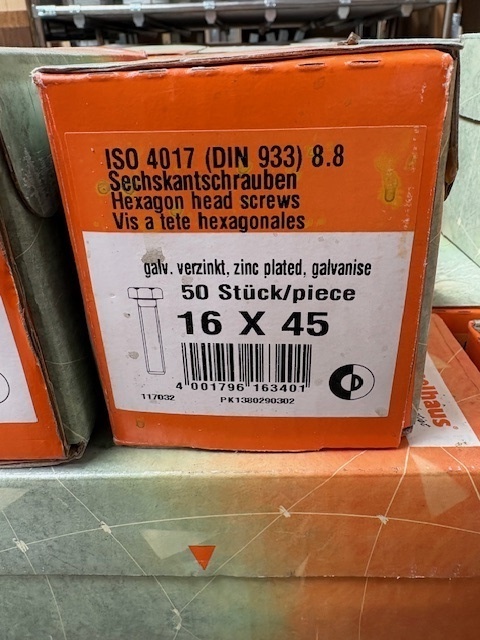 ISO 4017 (DIN 933) 8.8
Sechskantschrauben
Hexagon head screws
Vis a tete hexagonales
galv. verzinkt, zinc plated, galvanise
50 Stück/piece
16 X 45
4 001796 163401
117032 PK1380290302
elhaus